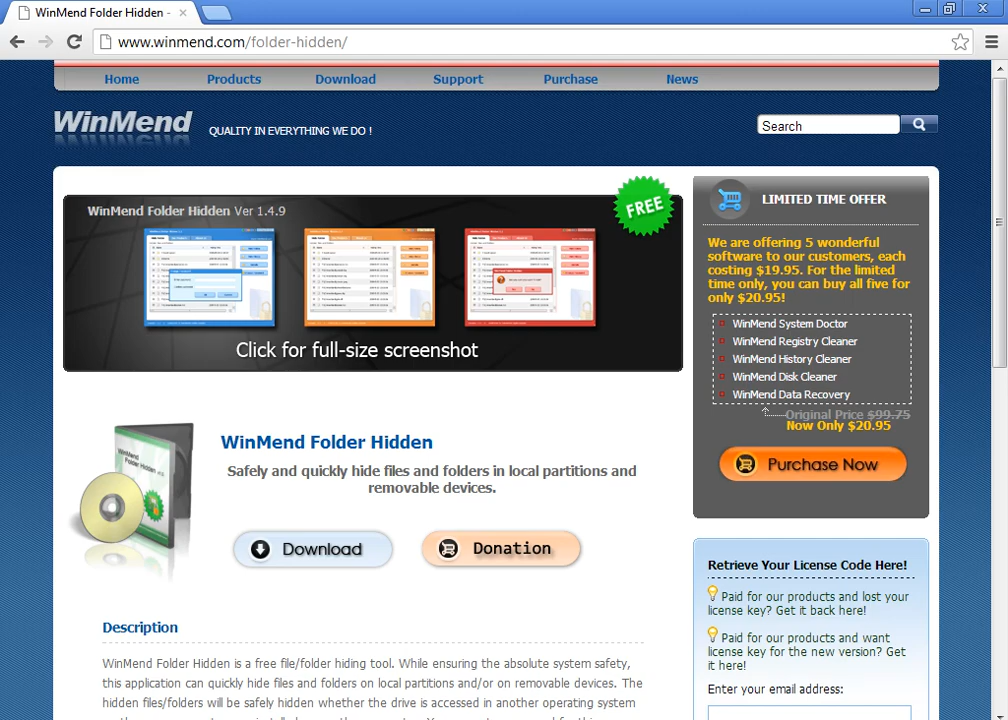 WinMend Folder Hidden -
www.winmend.com/folder-hidden/
Home Products Download Support Purchase News
WinMend QUALITY IN EVERYTHING WE DO !
Search
WinMend Folder Hidden Ver 1.4.9
FREE
Click for full-size screenshot
LIMITED TIME OFFER
We are offering 5 wonderful
software to our customers, each
costing $19.95. For the limited
time only, you can buy all five for
only $20.95!
WinMend System Doctor
WinMend Registry Cleaner
WinMend History Cleaner
WinMend Disk Cleaner
WinMend Data Recovery
Original Price $99.75
Now Only $20.95
Purchase Now
WinMend
Folder Hidden
WinMend Folder Hidden
Safely and quickly hide files and folders in local partitions and
removable devices.
Download Donation
Retrieve Your License Code Here!
Paid for our products and lost your
license key? Get it back here!
Paid for our products and want
license key for the new version? Get
it here!
Enter your email address:
Description
WinMend Folder Hidden is a free file/folder hiding tool. While ensuring the absolute system safety,
this application can quickly hide files and folders on local partitions and/or on removable devices. The
hidden files/folders will be safely hidden whether the drive is accessed in another operating system